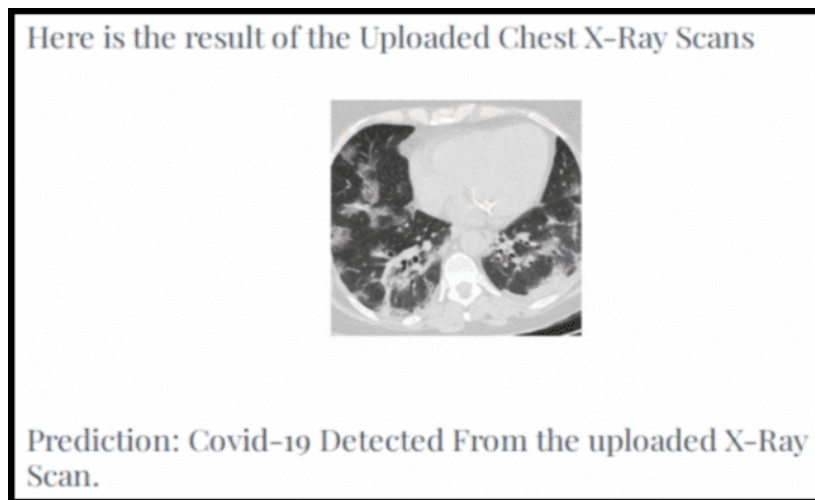 Here is the result of the Uploaded Chest X-Ray Scans
Prediction: Covid-19 Detected From the uploaded X-Ray
Scan.